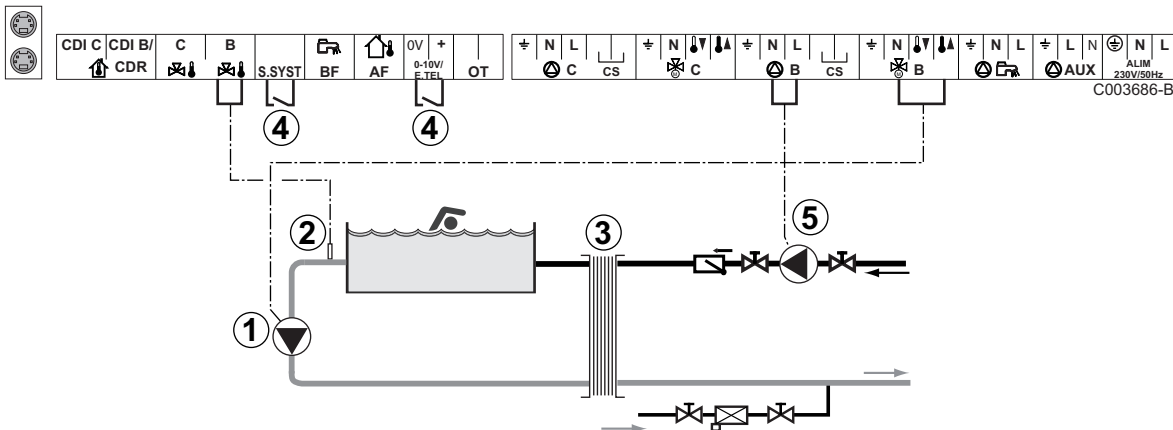 CDI C CDI B/ CDR C B S.SYST BF AF 0V + 0-10V/ E.TEL OT
N L C CS N M C N L B CS N M B N L L N AUX N L ALIM 230V/50Hz
C003686-B
4 4
2 3 5
1